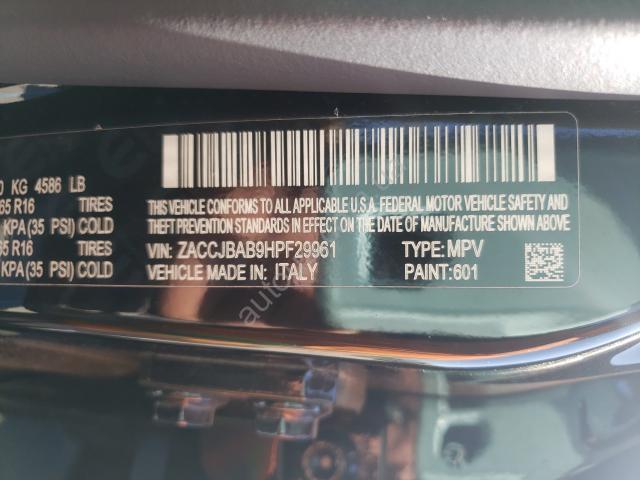 0 KG 4586 LB
65 R16 TIRES
KPA(35 PSI) COLD
65 R16 TIRES
KPA(35 PSI) COLD
THIS VEHICLE CONFORMS TO ALL APPLICABLE U.S.A. FEDERAL MOTOR VEHICLE SAFETY AND
THEFT PREVENTION STANDARDS IN EFFECT ON THE DATE OF MANUFACTURE SHOWN ABOVE.
VIN: ZACCJBAB9HPF29961 TYPE: MPV
VEHICLE MADE IN: ITALY PAINT: 601